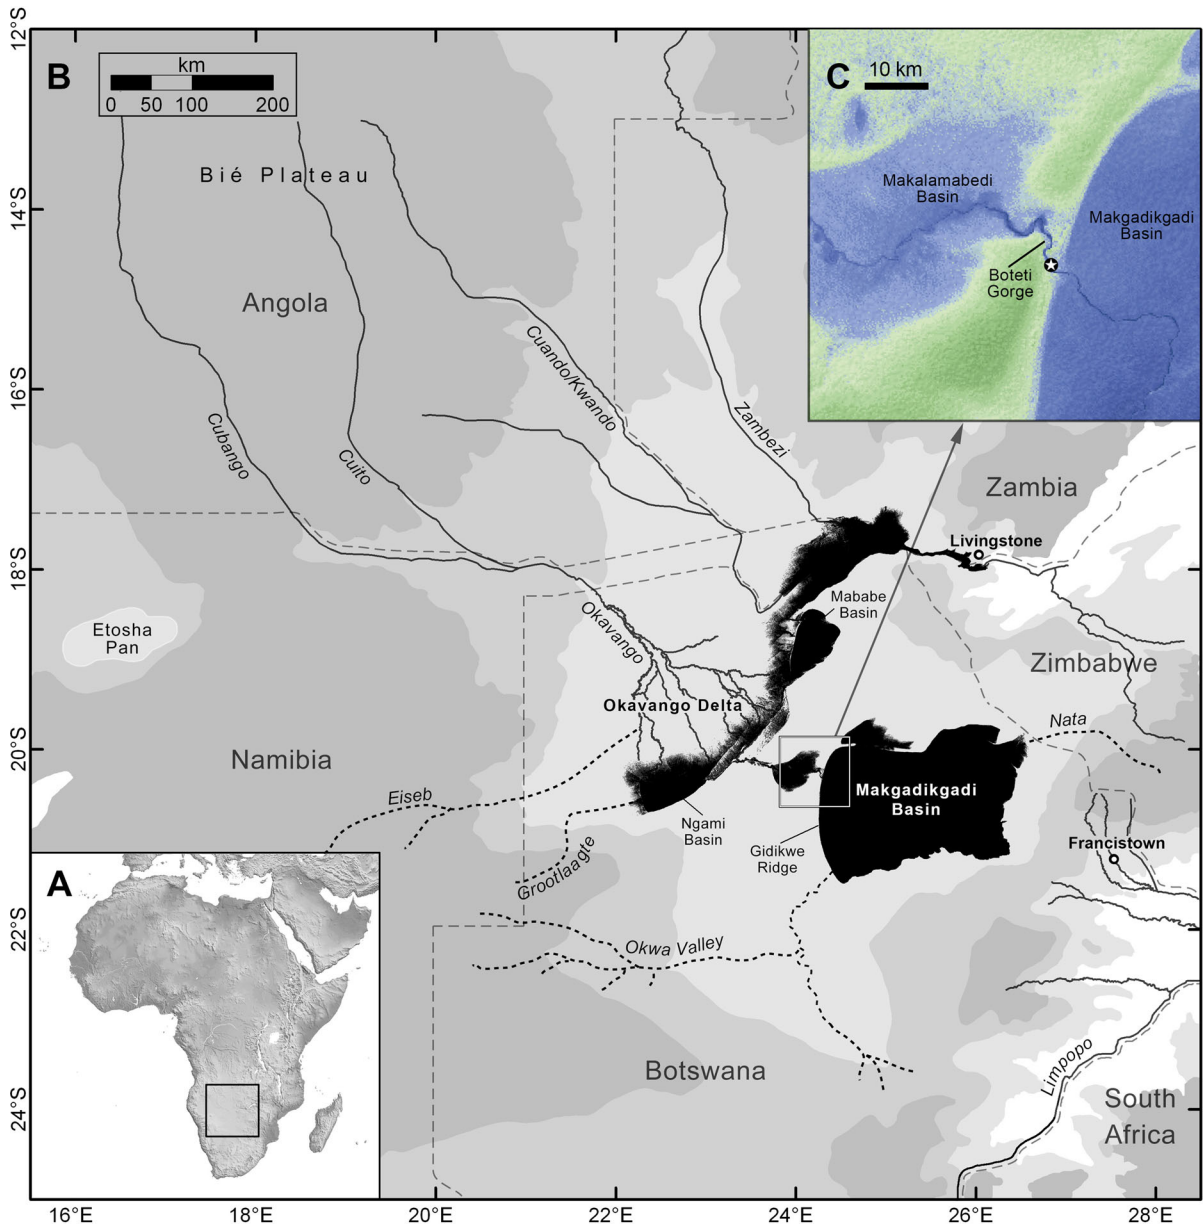 12°S
14°S
16°S
18°S
20°S
22°S
24°S
B
km
0 50 100 200
Bié Plateau
Angola
Cubango
Cuito
Cuando/Kwando
Zambezi
C
10 km
Makalamabedi
Basin
Makgadikgadi
Basin
Boteti
Gorge
Zambia
Livingstone
Mababe
Basin
Etosha
Pan
Okavango
Zimbabwe
Okavango Delta
Nata
Namibia
Eiseb
Makgadikgadi
Basin
Ngami
Basin
Gidikwe
Ridge
Francistown
Grootlaagte
A
Okwa Valley
Botswana
Limpopo
South
Africa
16°E 18°E 20°E 22°E 24°E 26°E 28°E